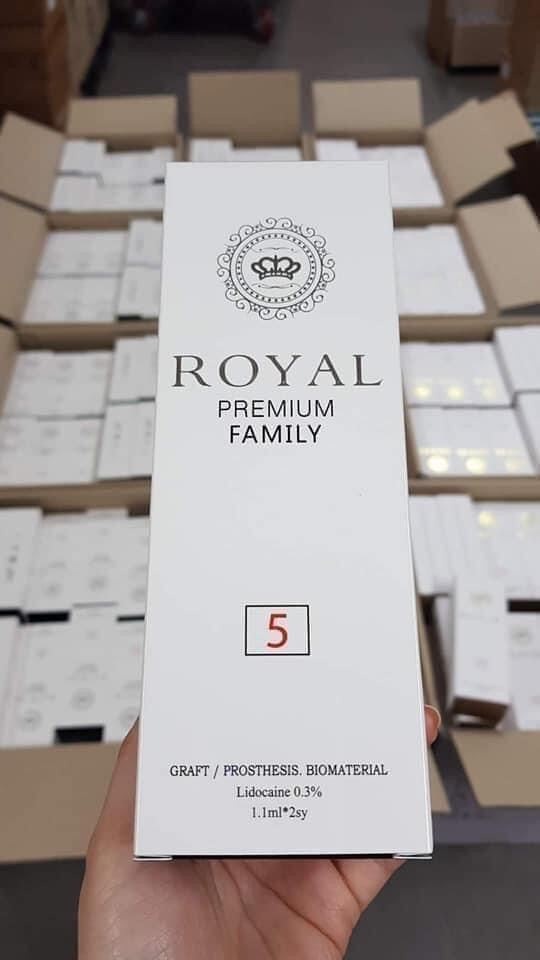 ROYAL
PREMIUM
FAMILY
5
GRAFT / PROSTHESIS. BIOMATERIAL
Lidocaine 0.3%
1.1ml*2sy